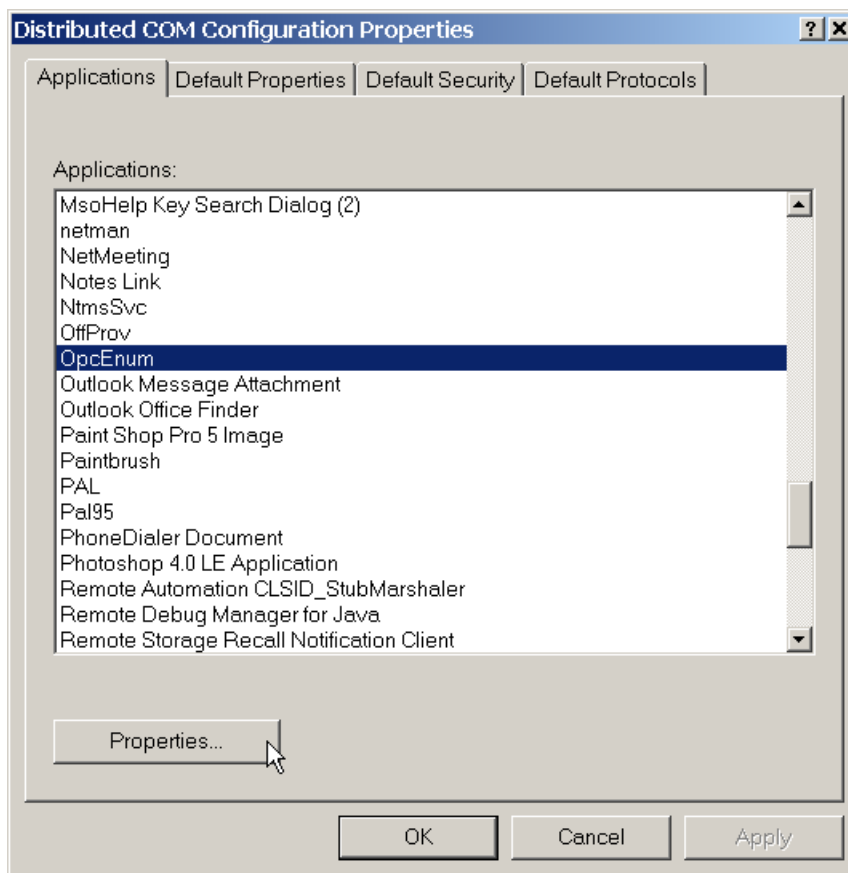 Distributed COM Configuration Properties
Applications Default Properties Default Security Default Protocols
Applications:
MsoHelp Key Search Dialog (2)
netman
NetMeeting
Notes Link
NtmsSvc
OffProv
OpcEnum
Outlook Message Attachment
Outlook Office Finder
Paint Shop Pro 5 Image
Paintbrush
PAL
Pal95
PhoneDialer Document
Photoshop 4.0 LE Application
Remote Automation CLSID_StubMarshaler
Remote Debug Manager for Java
Remote Storage Recall Notification Client
Properties...
OK Cancel Apply